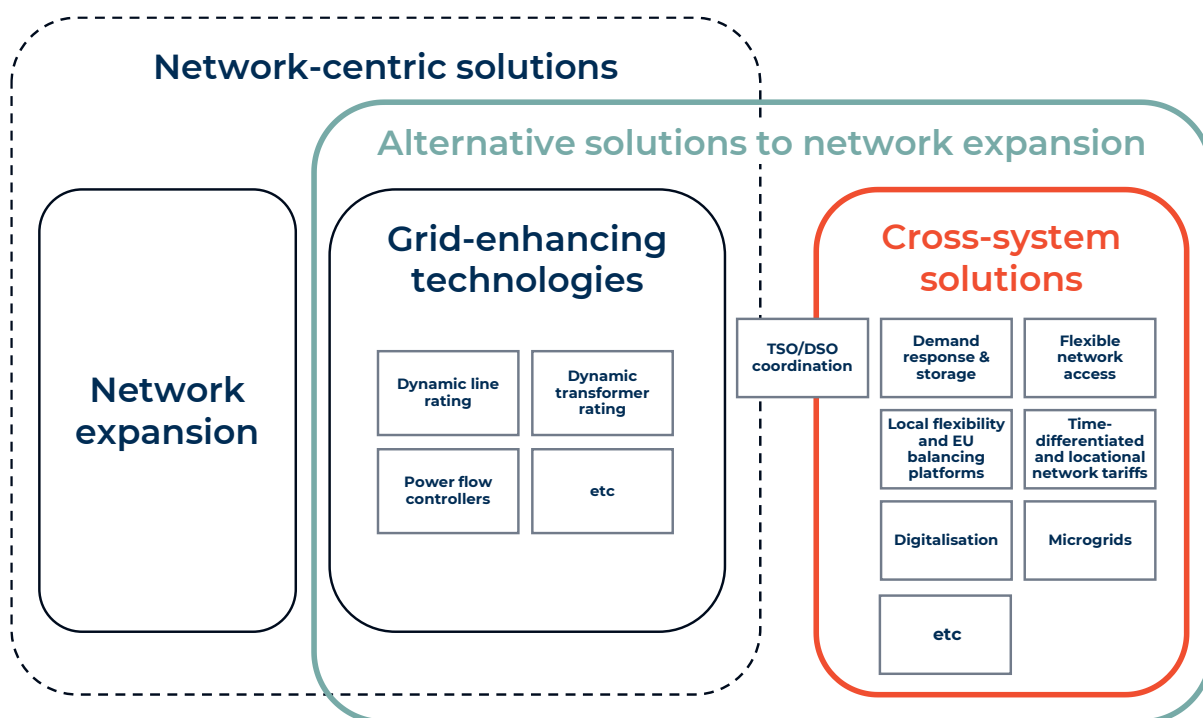 Network-centric solutions
Alternative solutions to network expansion
Network
expansion
Grid-enhancing
technologies
Dynamic line
rating
Dynamic
transformer
rating
Power flow
controllers
etc
Cross-system
solutions
TSO/DSO
coordination
Demand
response &
storage
Flexible
network
access
Local flexibility
and EU
balancing
platforms
Time-
differentiated
and locational
network tariffs
Digitalisation
Microgrids
etc